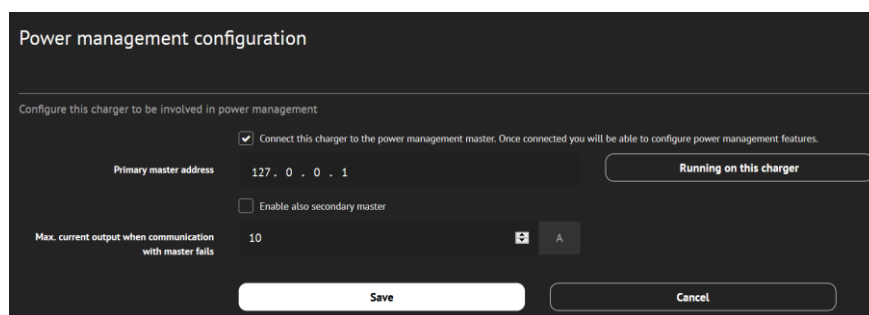 Power management configuration
Configure this charger to be involved in power management
Connect this charger to the power management master. Once connected you will be able to configure power management features.
Primary master address
127. 0 . 0 . 1
Running on this charger
Enable also secondary master
Max. current output when communication
with master fails
10
A
Save
Cancel